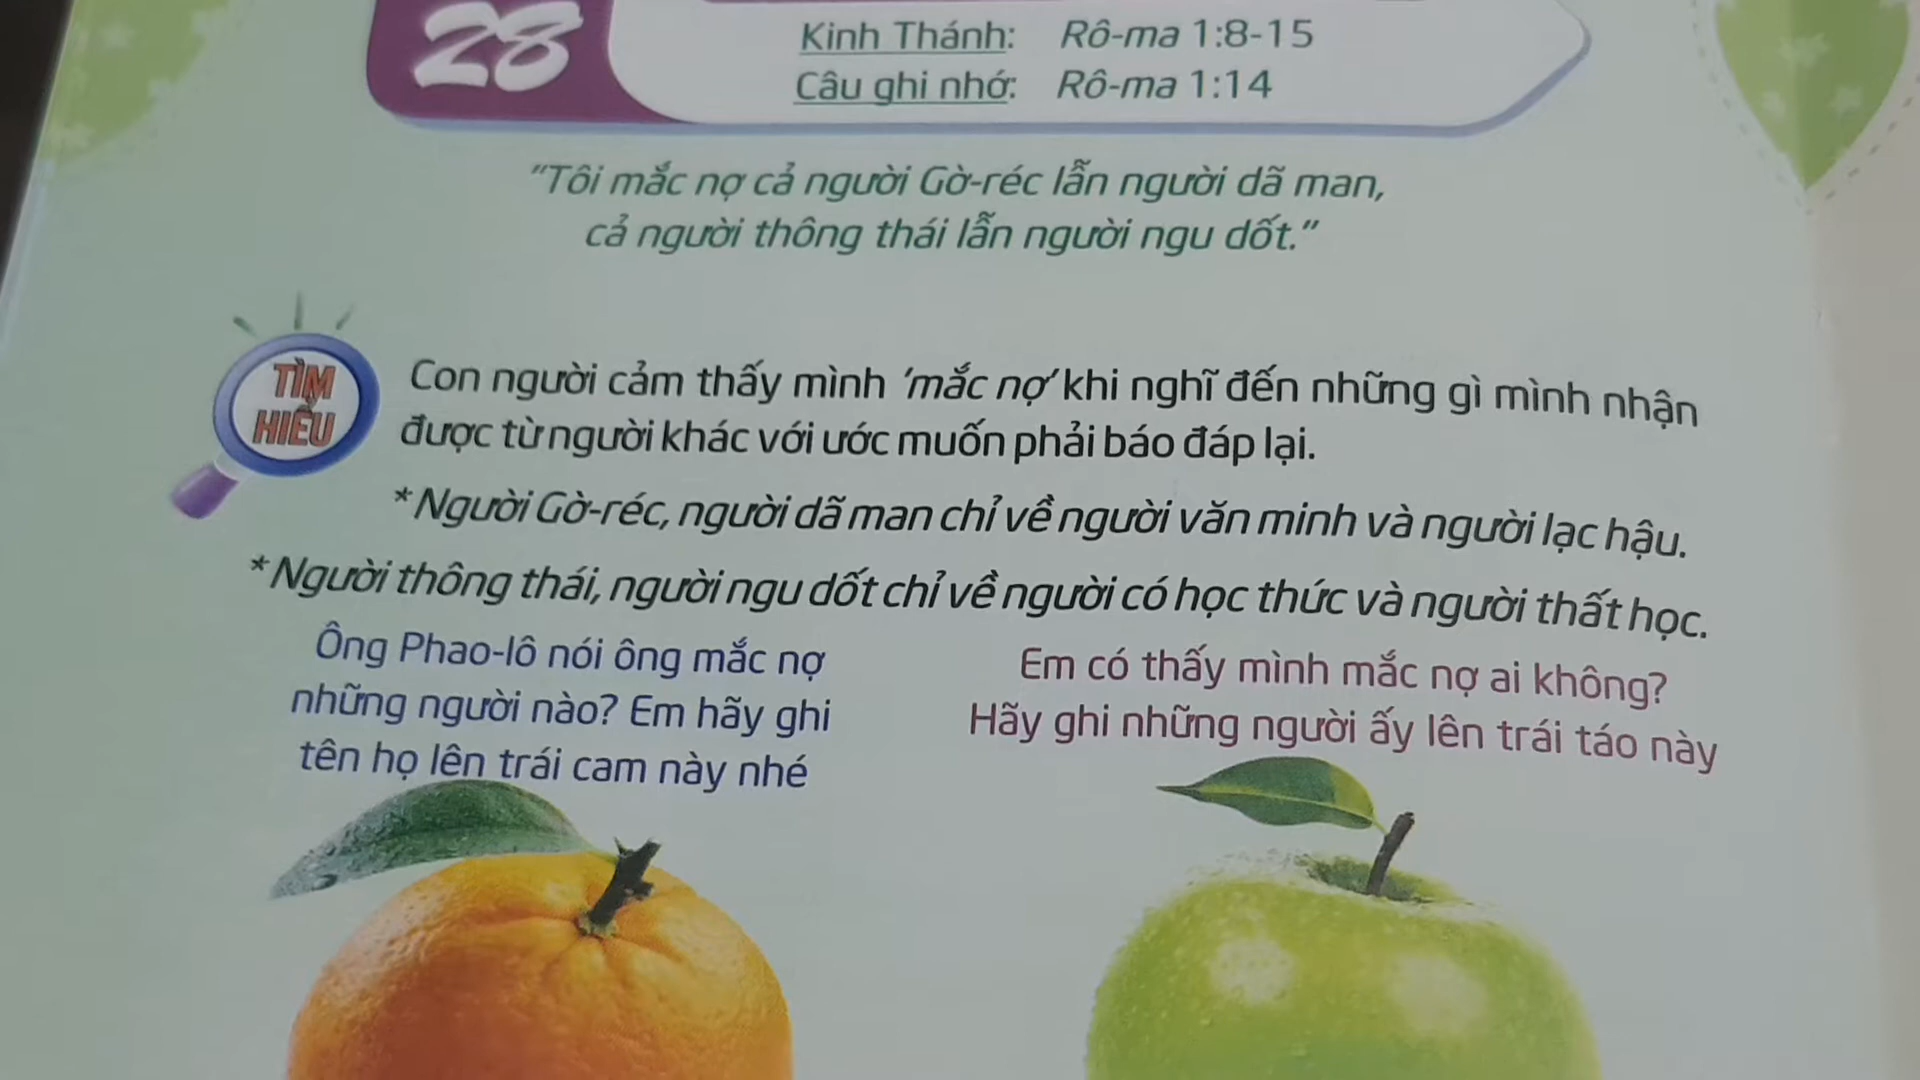 28
Kinh Thánh: Rô-ma 1:8-15
Câu ghi nhớ: Rô-ma 1:14
"Tôi mắc nợ cả người Gờ-réc lẫn người dã man,
cả người thông thái lẫn người ngu dốt."
TÌM
HIỂU
Con người cảm thấy mình 'mắc nợ' khi nghĩ đến những gì mình nhận
được từ người khác với ước muốn phải báo đáp lại.
*Người Gờ-réc, người dã man chỉ về người văn minh và người lạc hậu.
*Người thông thái, người ngu dốt chỉ về người có học thức và người thất học.
Ông Phao-lô nói ông mắc nợ
những người nào? Em hãy ghi
tên họ lên trái cam này nhé
Em có thấy mình mắc nợ ai không?
Hãy ghi những người ấy lên trái táo này